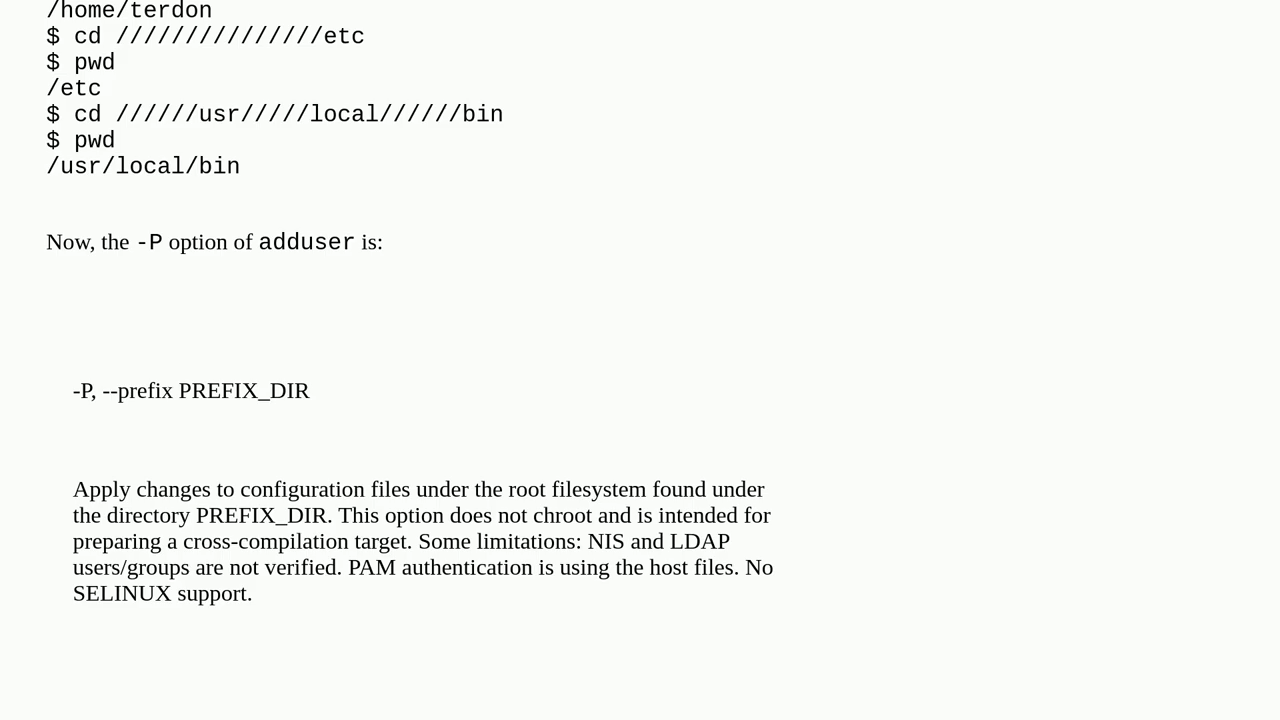 /home/terdon
$ cd ///////////////etc
$ pwd
/etc
$ cd //////usr/////local//////bin
$ pwd
/usr/local/bin
Now, the -P option of adduser is:
-P, --prefix PREFIX_DIR
Apply changes to configuration files under the root filesystem found under
the directory PREFIX_DIR. This option does not chroot and is intended for
preparing a cross-compilation target. Some limitations: NIS and LDAP
users/groups are not verified. PAM authentication is using the host files. No
SELINUX support.